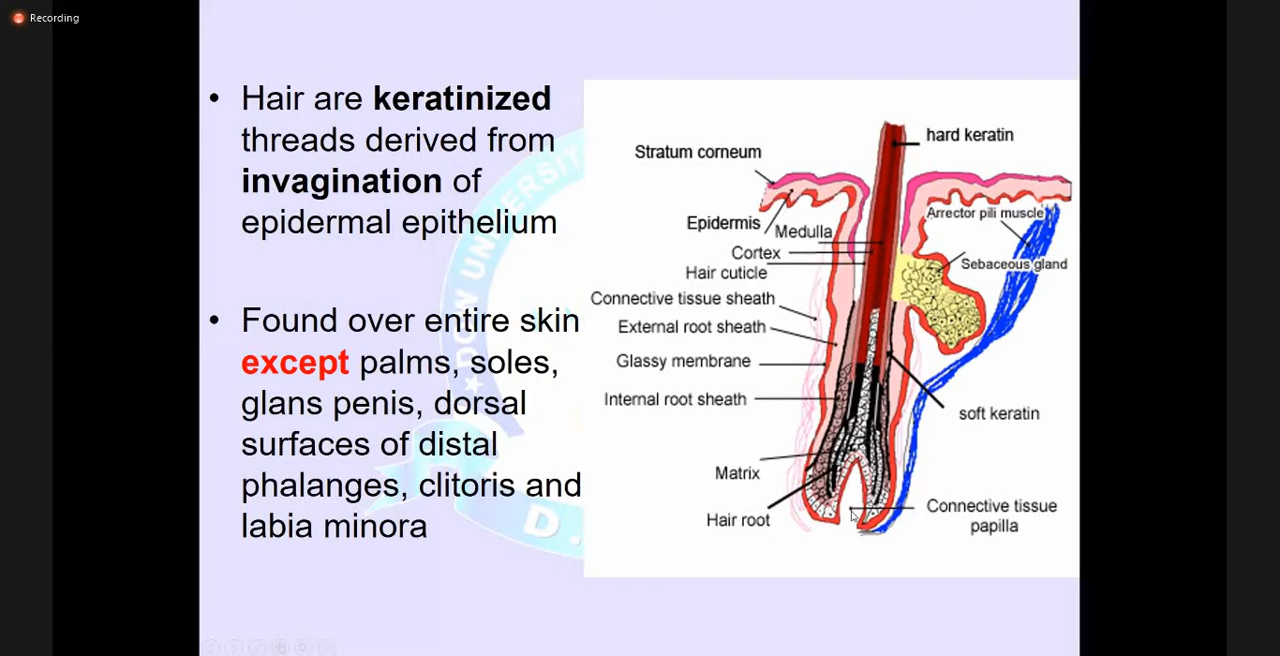 Recording
• Hair are keratinized
threads derived from
invagination of
epidermal epithelium
• Found over entire skin
except palms, soles,
glans penis, dorsal
surfaces of distal
phalanges, clitoris and
labia minora
hard keratin
Stratum corneum
Arrector pili muscle
Epidermis
Medulla
Cortex
Sebaceous gland
Hair cuticle
Connective tissue sheath
External root sheath
Glassy membrane
Internal root sheath
soft keratin
Matrix
Hair root
Connective tissue
papilla
DOW UNIVERSIT
D.